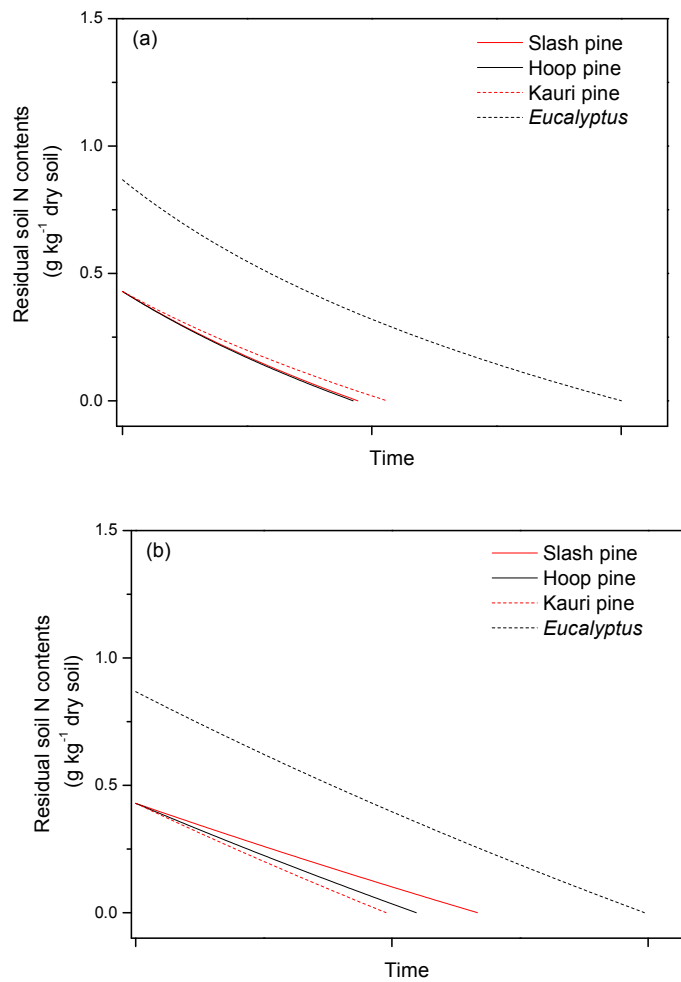 (a)
Slash pine
Hoop pine
Kauri pine
Eucalyptus
Residual soil N contents
(g kg⁻¹ dry soil)
1.5
1.0
0.5
0.0
Time
(b)
Slash pine
Hoop pine
Kauri pine
Eucalyptus
Residual soil N contents
(g kg⁻¹ dry soil)
1.5
1.0
0.5
0.0
Time